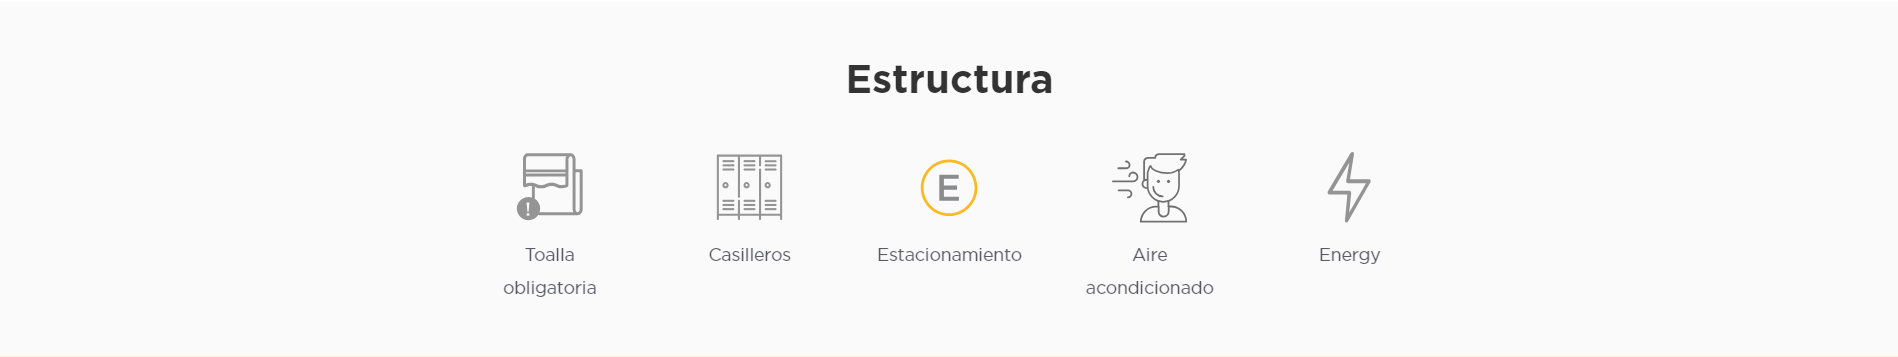 Estructura
!
E
Toalla
obligatoria
Casilleros
Estacionamiento
Aire
acondicionado
Energy